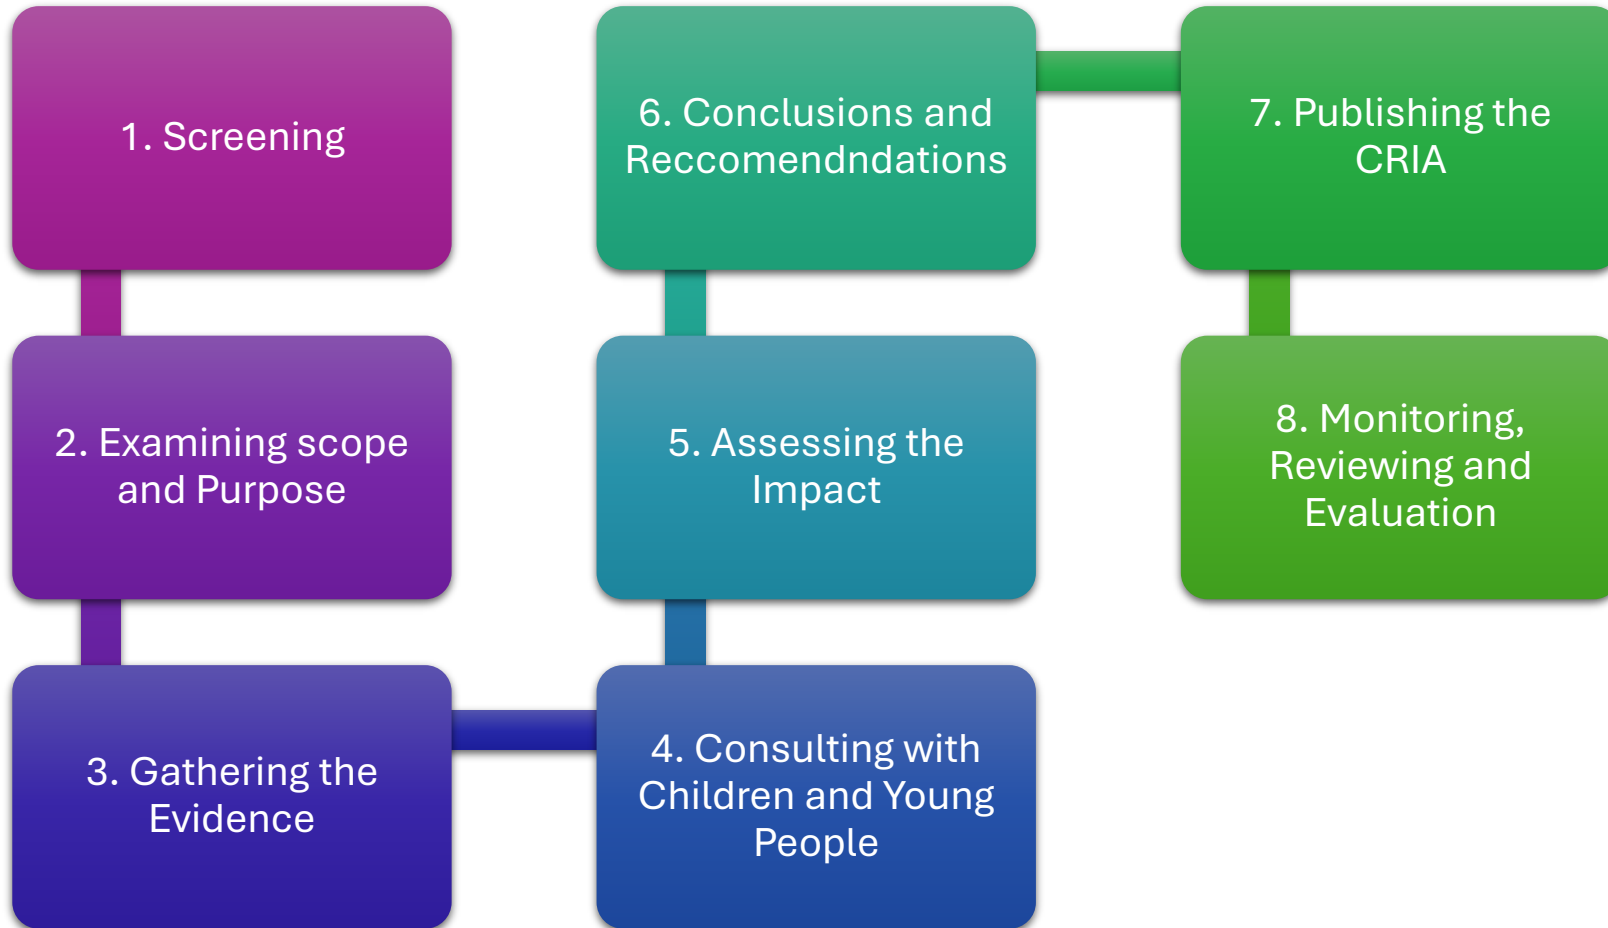 1. Screening
2. Examining scope
and Purpose
3. Gathering the
Evidence
4. Consulting with
Children and Young
People
5. Assessing the
Impact
6. Conclusions and
Reccomendndations
7. Publishing the
CRIA
8. Monitoring,
Reviewing and
Evaluation